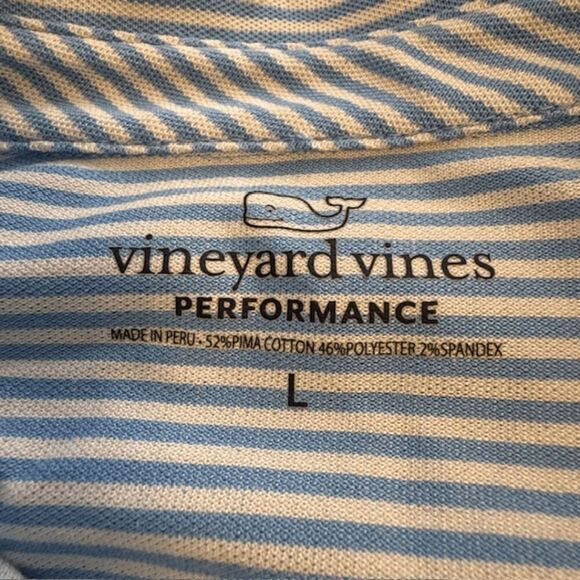 vineyard vines
PERFORMANCE
MADE IN PERU • 52%PIMA COTTON 46%POLYESTER 2%SPANDEX
L